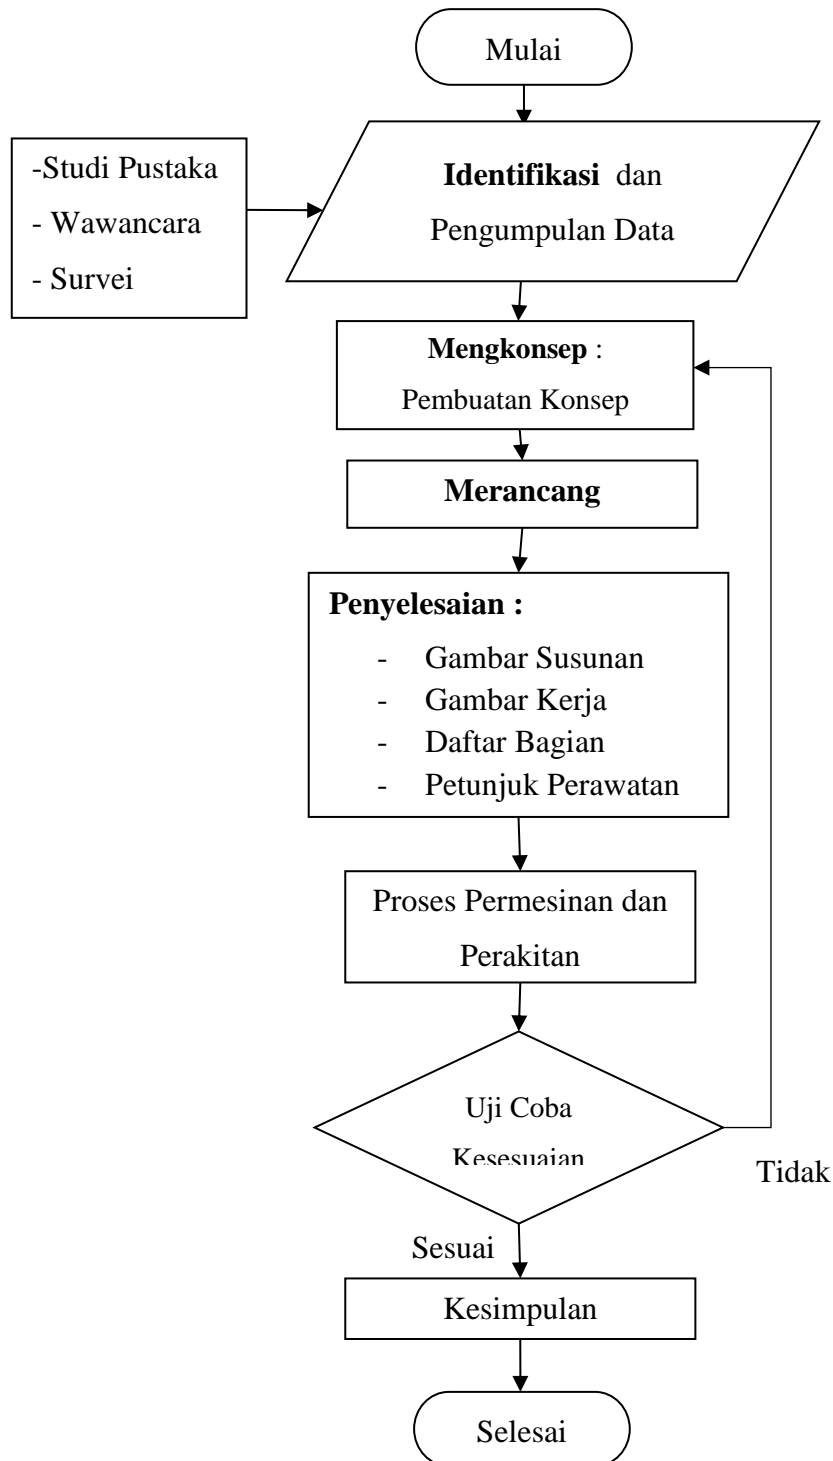 Mulai
-Studi Pustaka
- Wawancara
- Survei
Identifikasi dan
Pengumpulan Data
Mengkonsep :
Pembuatan Konsep
Merancang
Penyelesaian :
- Gambar Susunan
- Gambar Kerja
- Daftar Bagian
- Petunjuk Perawatan
Proses Permesinan dan
Perakitan
Uji Coba
Kesesuaian
Tidak
Sesuai
Kesimpulan
Selesai